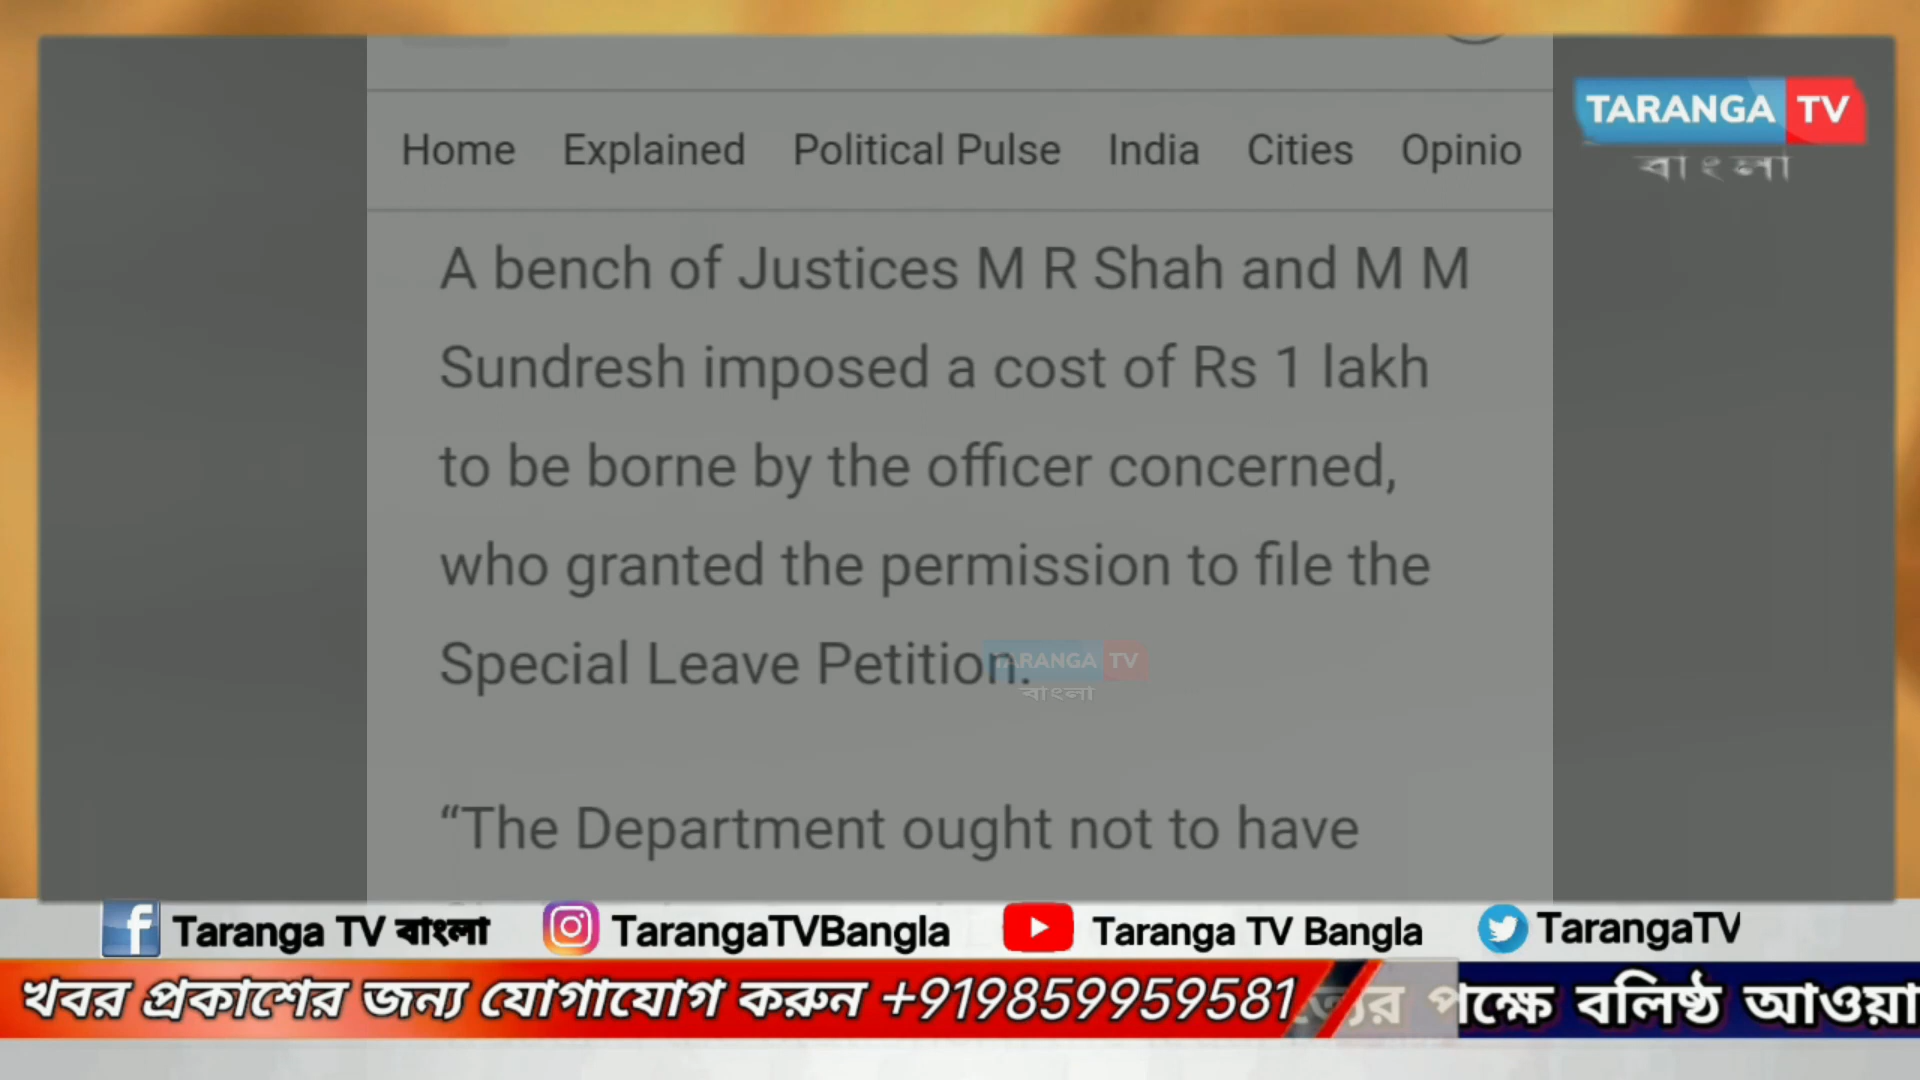 TARANGA TV
বাংলা
Home Explained Political Pulse India Cities Opinio
A bench of Justices M R Shah and M M
Sundresh imposed a cost of Rs 1 lakh
to be borne by the officer concerned,
who granted the permission to file the
Special Leave Petition.
TARANGA TV
বাংলা
“The Department ought not to have
Taranga TV বাংলা TarangaTVBangla Taranga TV Bangla TarangaTV
খবর প্রকাশের জন্য যোগাযোগ করুন +919859959581 পক্ষে বলিষ্ঠ আওয়া